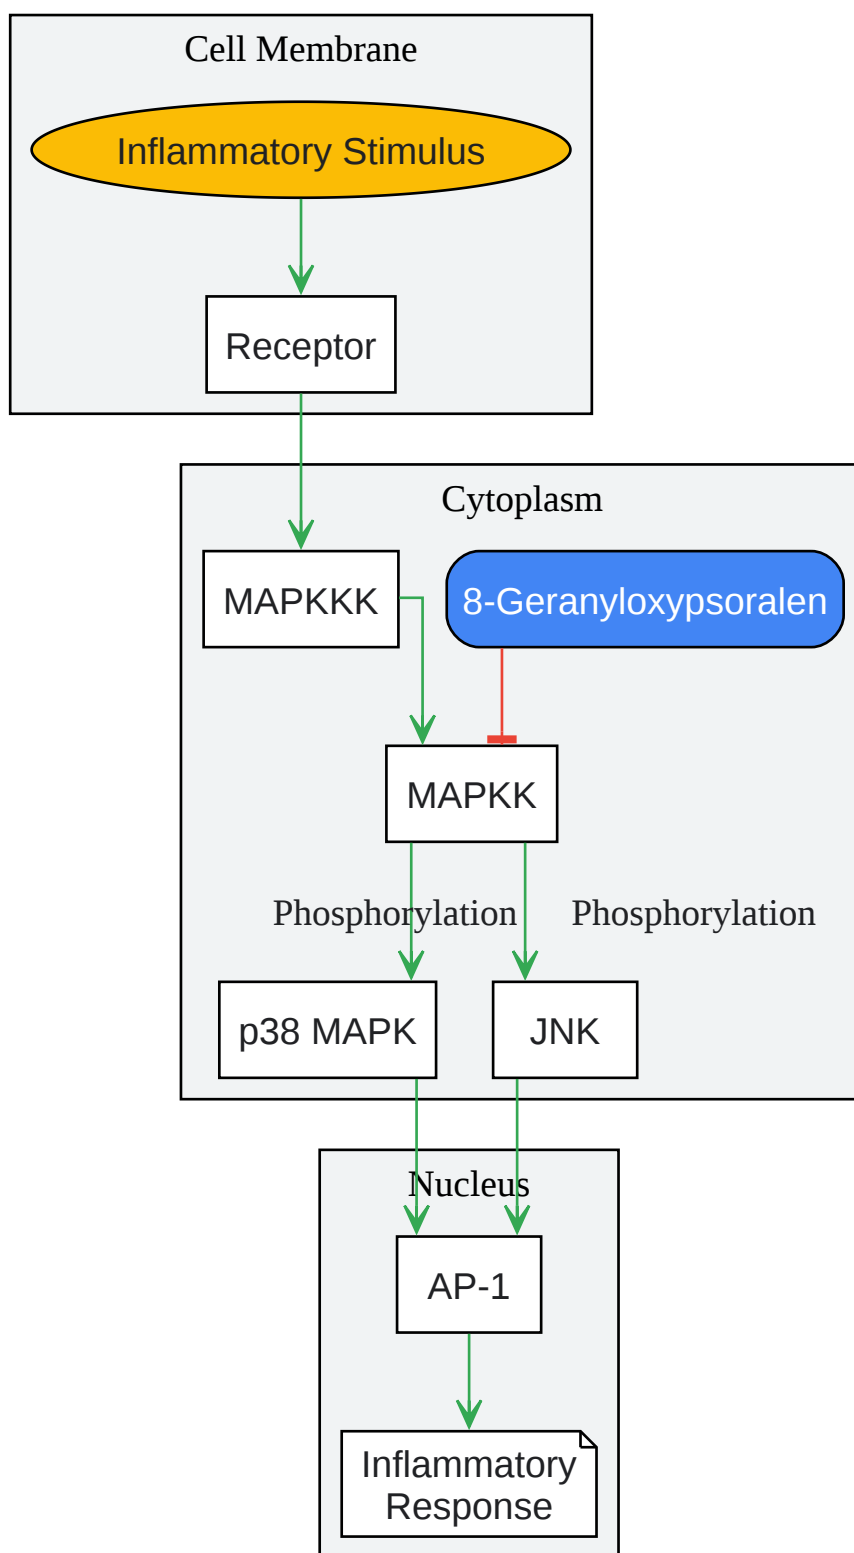 Cell Membrane
Inflammatory Stimulus
Receptor
Cytoplasm
MAPKKK
8-Geranyloxypsoralen
MAPKK
Phosphorylation
Phosphorylation
p38 MAPK
JNK
Nucleus
AP-1
Inflammatory
Response